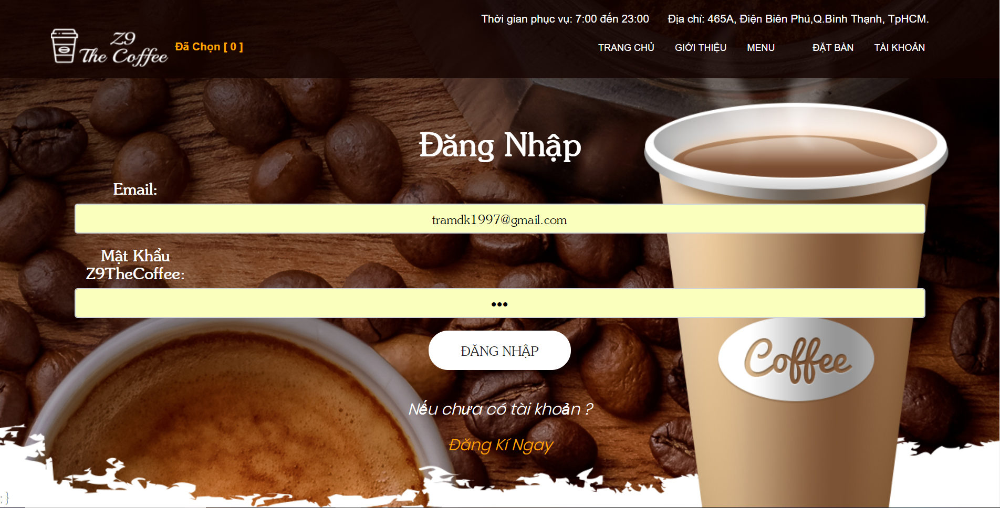 Thời gian phục vụ: 7:00 đến 23:00 Địa chỉ: 465A, Điện Biên Phủ,Q.Bình Thạnh, TpHCM.
Z9
The Coffee
Đã Chọn [ 0 ]
TRANG CHỦ GIỚI THIỆU MENU ĐẶT BÀN TÀI KHOẢN
Đăng Nhập
Email:
tramdk1997@gmail.com
Mật Khẩu
Z9TheCoffee:
•••
ĐĂNG NHẬP
Coffee
Nếu chưa có tài khoản ?
Đăng Kí Ngay
; }